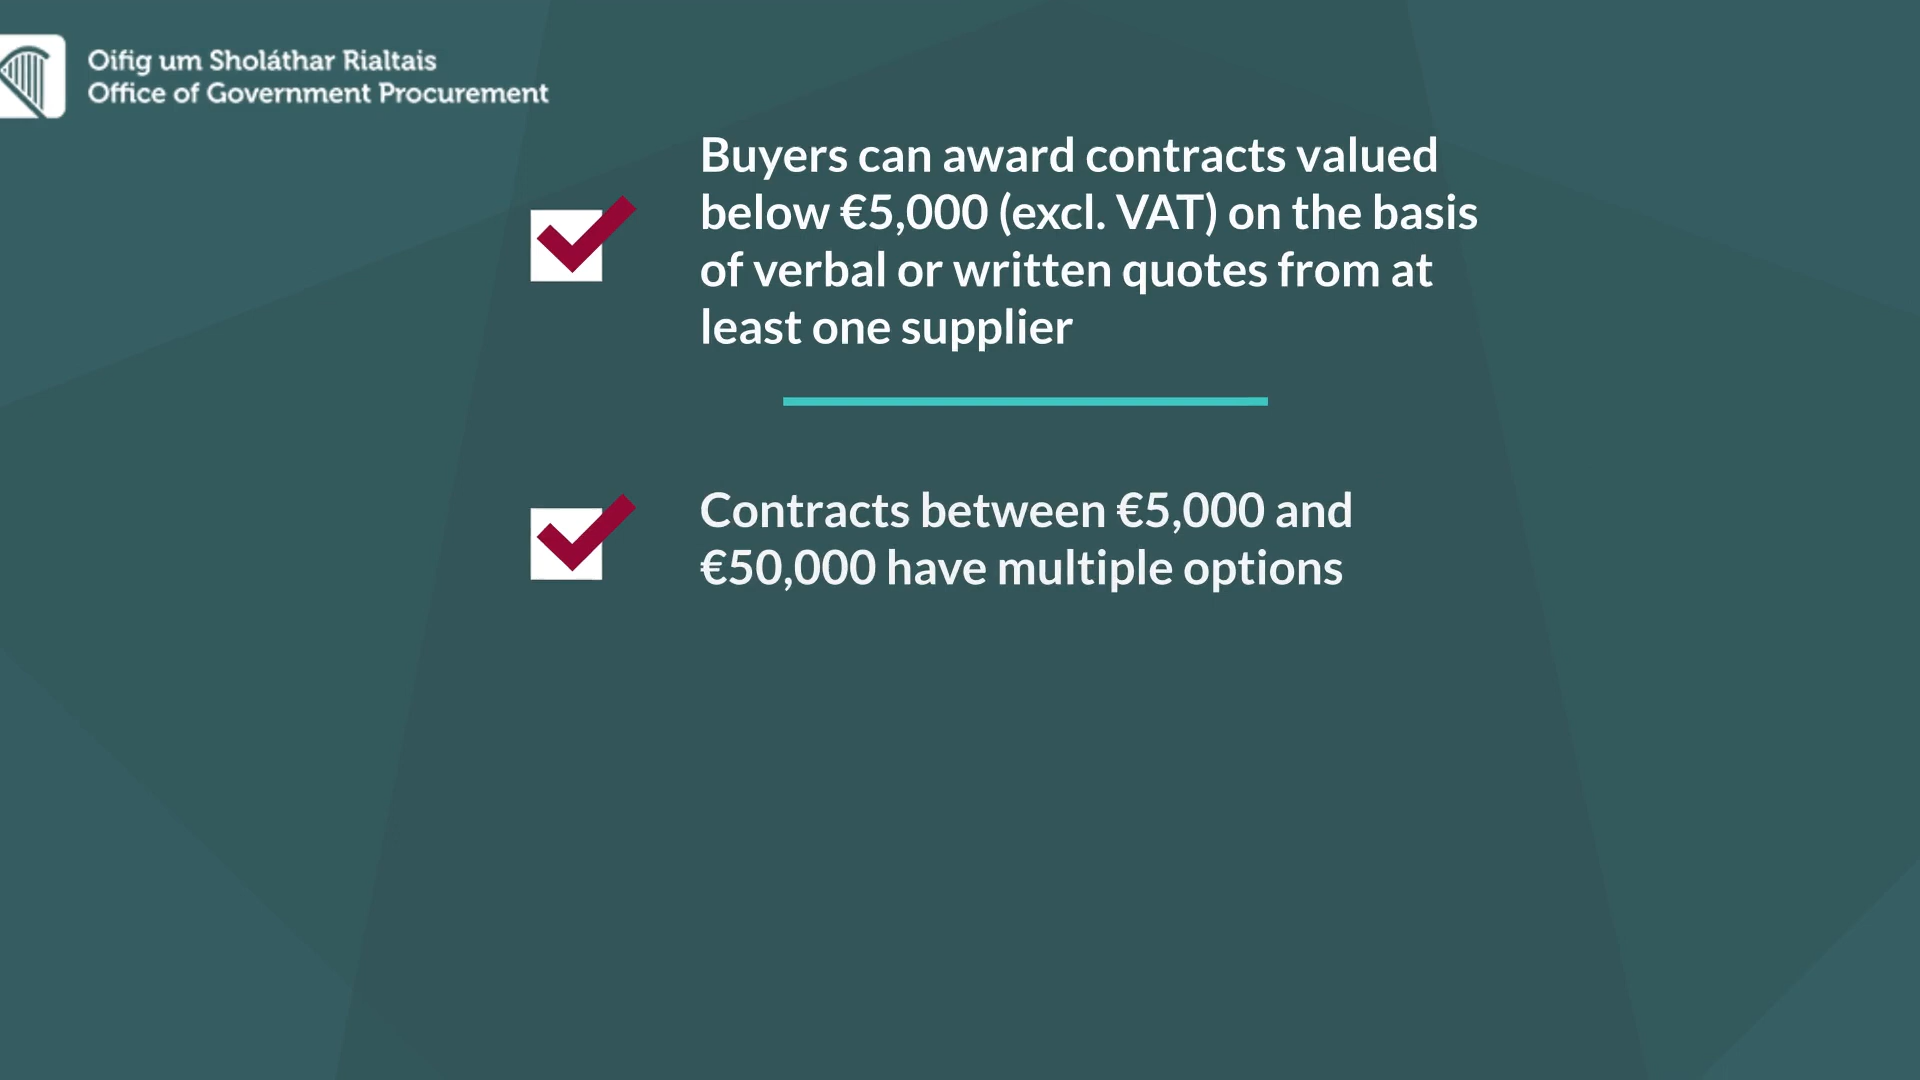 Oifig um Sholáthar Rialtais
Office of Government Procurement
Buyers can award contracts valued
below €5,000 (excl. VAT) on the basis
of verbal or written quotes from at
least one supplier
Contracts between €5,000 and
€50,000 have multiple options